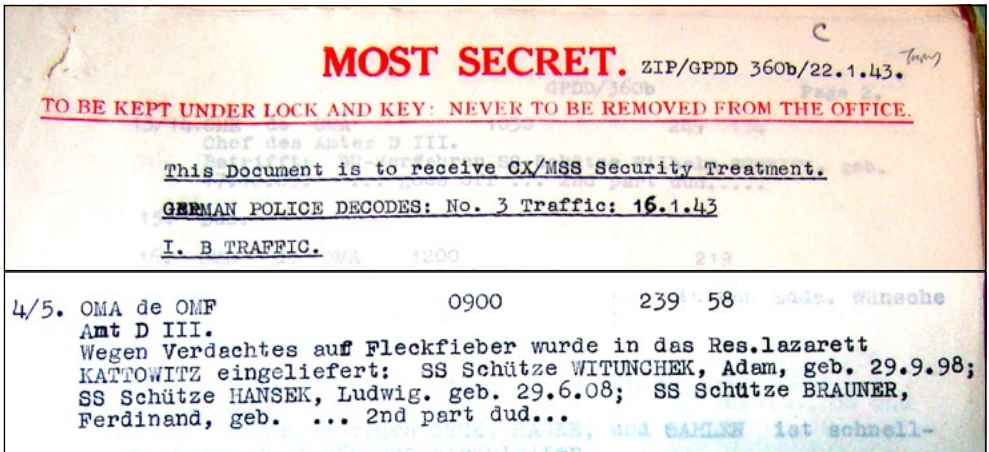 C
MOST SECRET. ZIP/GPDD 360b/22.1.43.
TO BE KEPT UNDER LOCK AND KEY: NEVER TO BE REMOVED FROM THE OFFICE.
This Document is to receive CX/MSS Security Treatment.
GERMAN POLICE DECODES: No. 3 Traffic: 16.1.43
I. B TRAFFIC.
4/5. OMA de OMF 0900 239 58
Amt D III.
Wegen Verdachtes auf Fleckfieber wurde in das Res.lazarett
KATTOWITZ eingeliefert: SS Schütze WITUNCHEK, Adam, geb. 29.9.98;
SS Schütze HANSEK, Ludwig. geb. 29.6.08; SS Schütze BRAUNER,
Ferdinand, geb. ... 2nd part dud...